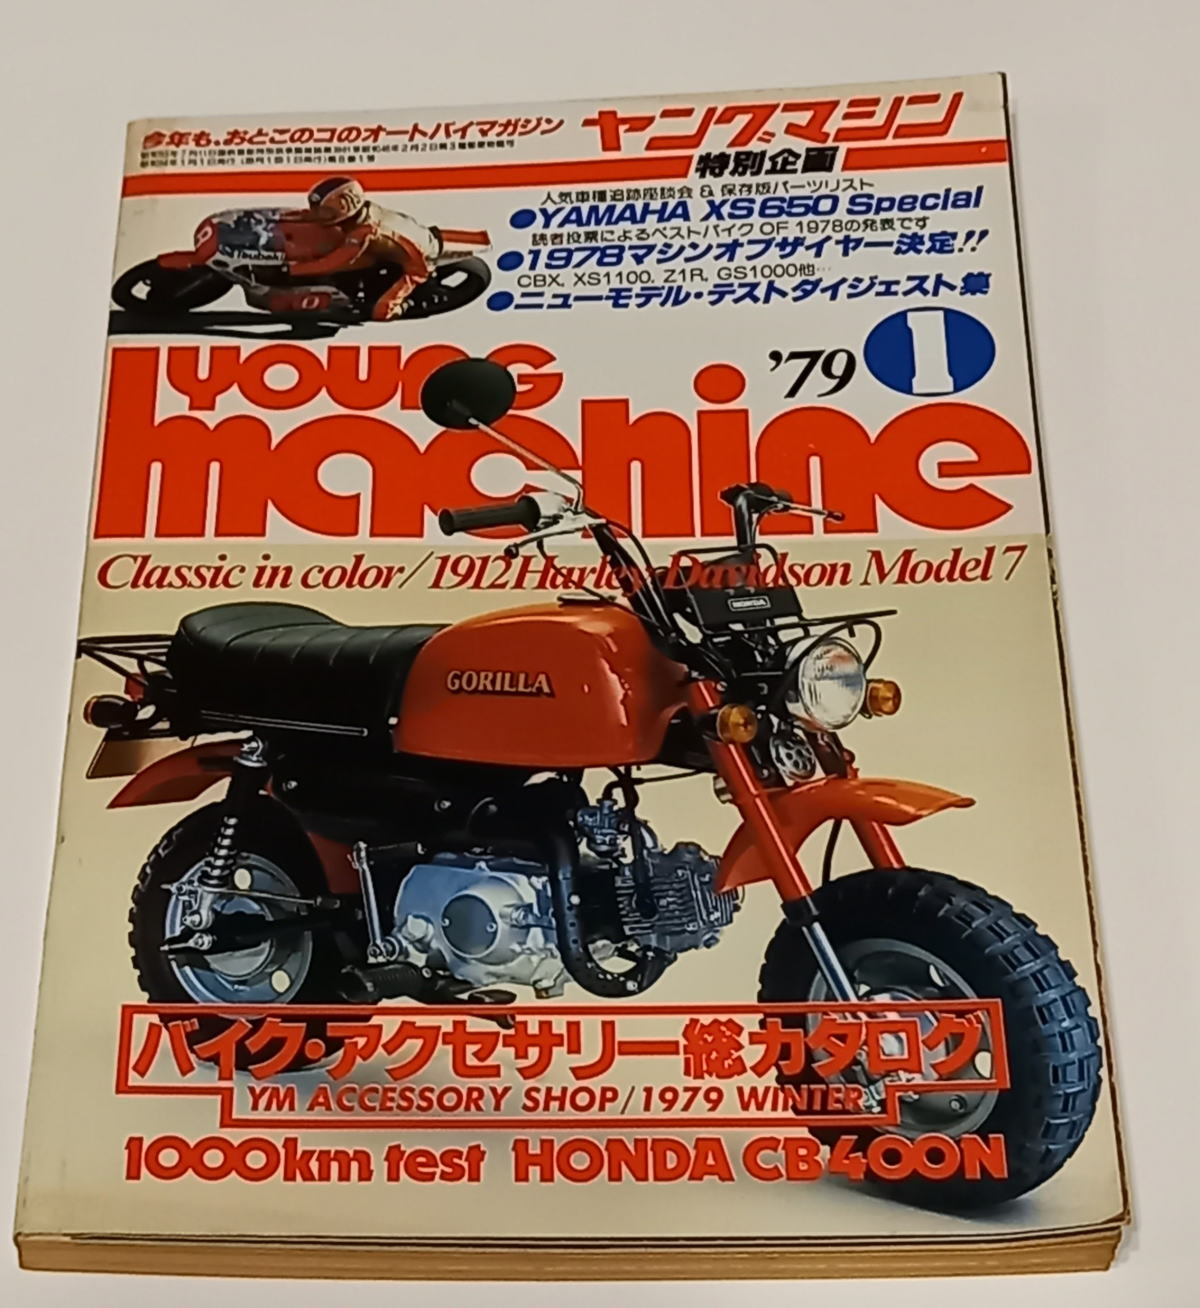 今年も、おとこのコのオートバイマガジン
ヤングマシン
特別企画
人気車種追跡座談会 & 保存版パーツリスト
●YAMAHA XS650 Special
読者投票によるベストバイク OF 1978の発表です
●1978マシンオブザイヤー決定!!
CBX, XS1100, Z1R, GS1000他…
●ニューモデル・テストダイジェスト集
Tsubaki
YOUNG
machine
'79 1
Classic in color/1912 Harley-Davidson Model 7
HONDA
GORILLA
バイク・アクセサリー総カタログ
YM ACCESSORY SHOP/1979 WINTER
1000km test HONDA CB400N